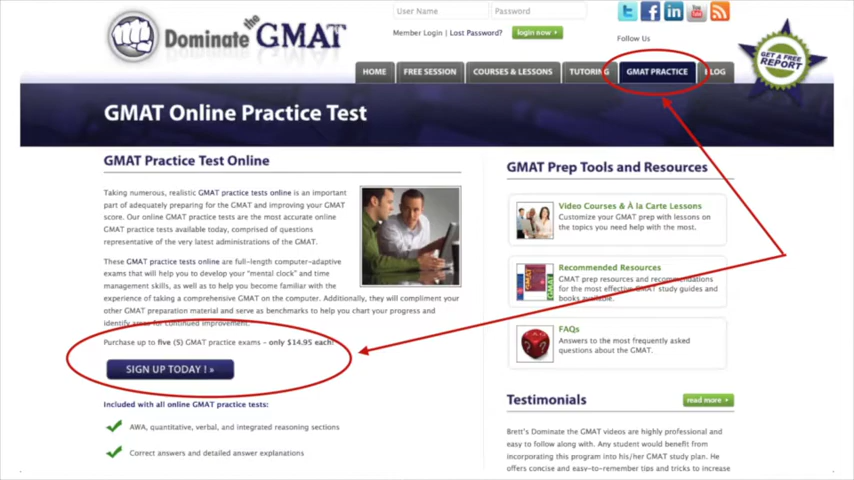 Dominate the GMAT
User Name
Password
Member Login | Lost Password?
login now
Follow Us
GET A FREE REPORT
HOME
FREE SESSION
COURSES & LESSONS
TUTORING
GMAT PRACTICE
BLOG
GMAT Online Practice Test
GMAT Practice Test Online
Taking numerous, realistic GMAT practice tests online is an important
part of adequately preparing for the GMAT and improving your GMAT
score. Our online GMAT practice tests are the most accurate online
GMAT practice tests available today, comprised of questions
representative of the very latest administrations of the GMAT.
These GMAT practice tests online are full-length computer-adaptive
exams that will help you to develop your "mental clock" and time
management skills, as well as to help you become familiar with the
experience of taking a comprehensive GMAT on the computer. Additionally, they will compliment your
other GMAT preparation material and serve as benchmarks to help you chart your progress and
identify areas for continued improvement.
Purchase up to five (5) GMAT practice exams – only $14.95 each!
SIGN UP TODAY ! »
Included with all online GMAT practice tests:
AWA, quantitative, verbal, and integrated reasoning sections
Correct answers and detailed answer explanations
GMAT Prep Tools and Resources
Video Courses & À la Carte Lessons
Customize your GMAT prep with lessons on
the topics you need help with the most.
Recommended Resources
GMAT prep resources and recommendations
for the most effective GMAT study guides and
books available.
FAQs
Answers to the most frequently asked
questions about the GMAT.
Testimonials
read more
Brett's Dominate the GMAT videos are highly professional and
easy to follow along with. Any student would benefit from
incorporating this program into his/her GMAT study plan. He
offers concise and easy-to-remember tips and tricks to increase